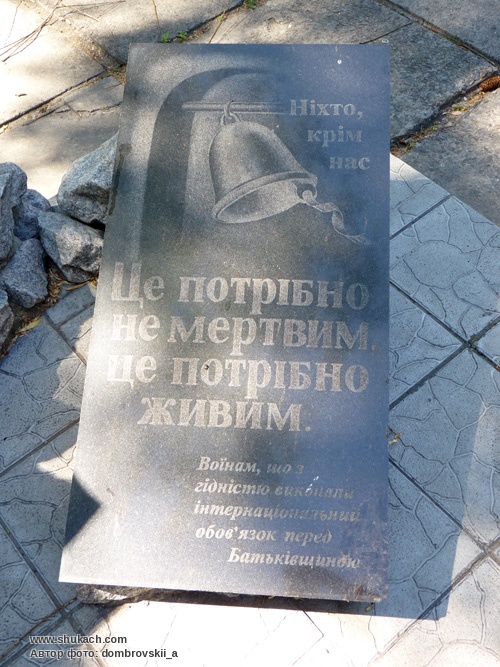 Ніхто,
крім
нас
Це потрібно
не мертвим.
це потрібно
живим.
Воїнам, що з
гідністю виконали
інтернаціональний
обов'язок перед
Батьківщиною
www.shukach.com
Автор фото: dombrovskii_a